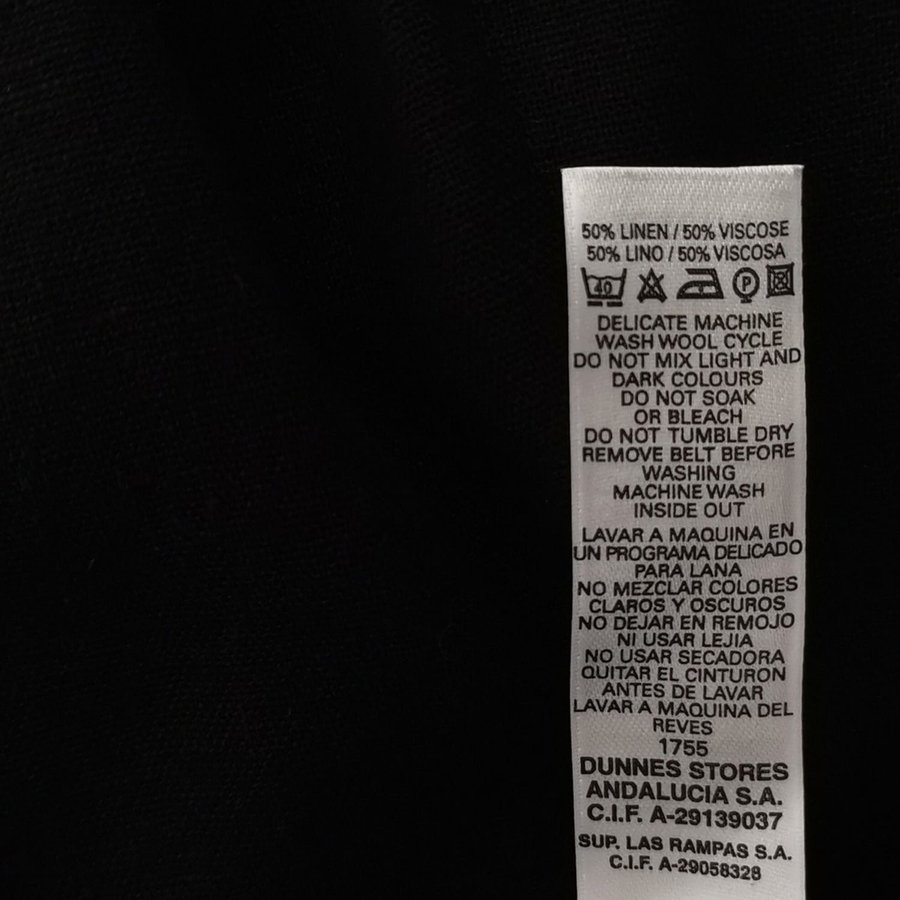 50% LINEN / 50% VISCOSE
50% LINO / 50% VISCOSA
40 P
DELICATE MACHINE
WASH WOOL CYCLE
DO NOT MIX LIGHT AND
DARK COLOURS
DO NOT SOAK
OR BLEACH
DO NOT TUMBLE DRY
REMOVE BELT BEFORE
WASHING
MACHINE WASH
INSIDE OUT
LAVAR A MAQUINA EN
UN PROGRAMA DELICADO
PARA LANA
NO MEZCLAR COLORES
CLAROS Y OSCUROS
NO DEJAR EN REMOJO
NI USAR LEJIA
NO USAR SECADORA
QUITAR EL CINTURON
ANTES DE LAVAR
LAVAR A MAQUINA DEL
REVES
1755
DUNNES STORES
ANDALUCIA S.A.
C.I.F. A-29139037
SUP. LAS RAMPAS S.A.
C.I.F. A-29058328